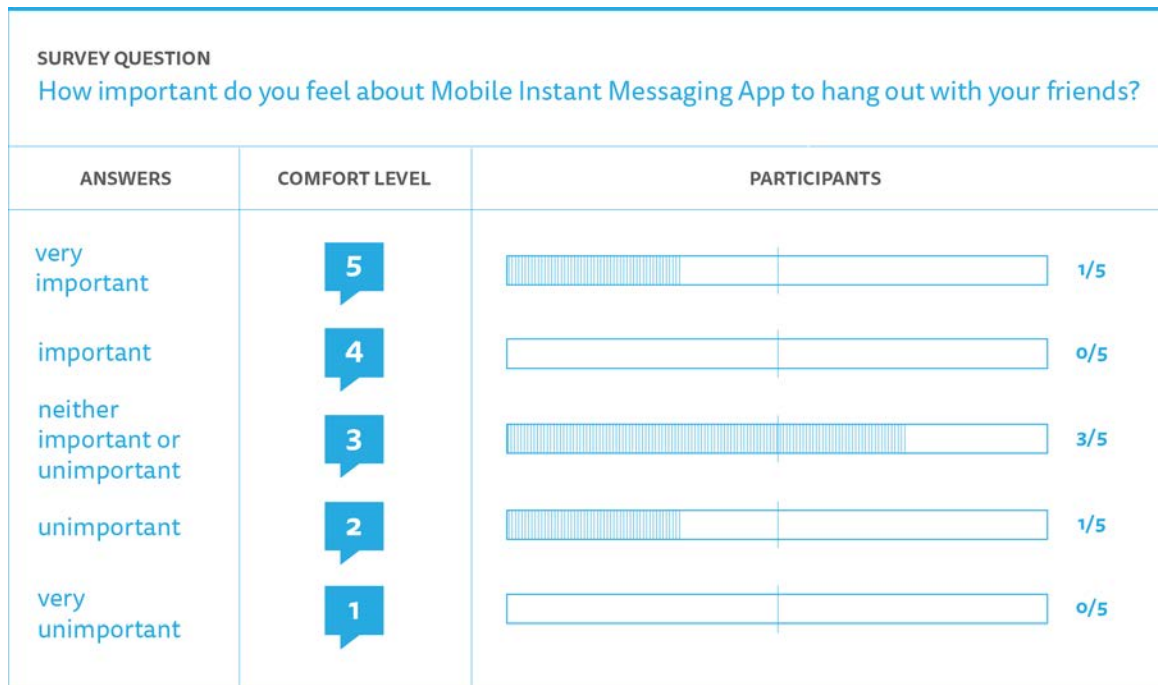 SURVEY QUESTION
How important do you feel about Mobile Instant Messaging App to hang out with your friends?
ANSWERS COMFORT LEVEL PARTICIPANTS
very
important
5
1/5
important
4
0/5
neither
important or
unimportant
3
3/5
unimportant
2
1/5
very
unimportant
1
0/5